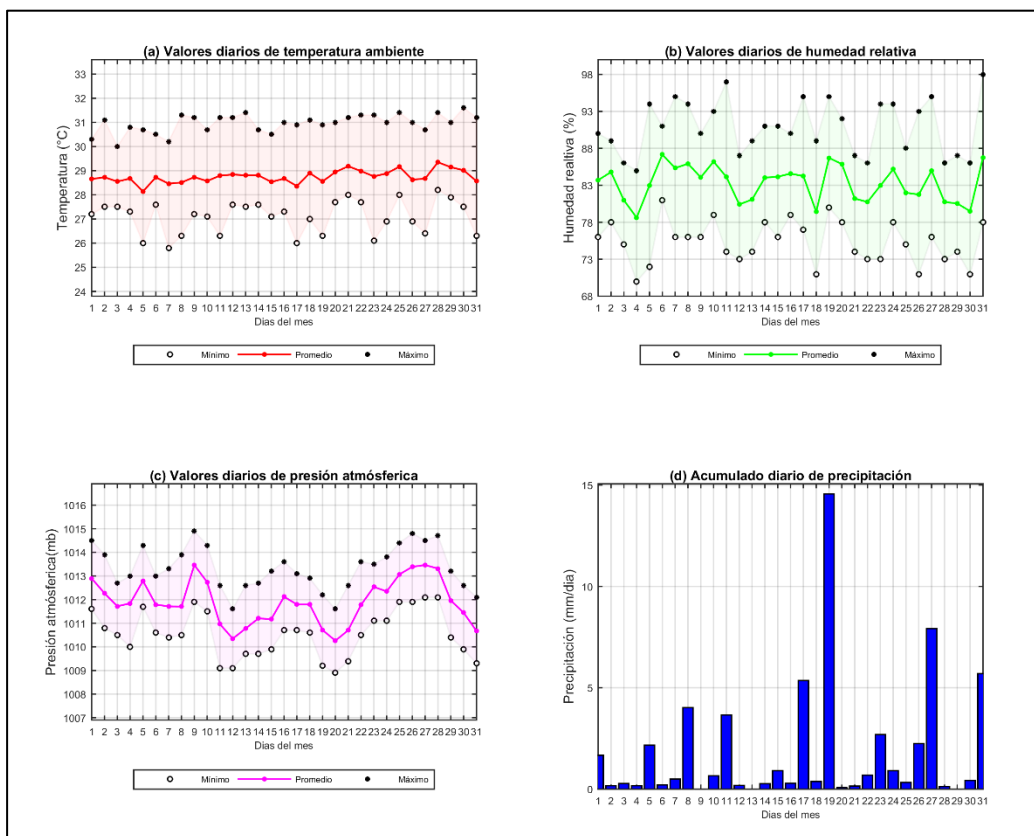 (a) Valores diarios de temperatura ambiente
33
32
31
30
29
28
27
26
25
24
Temperatura (°C)
1 2 3 4 5 6 7 8 9 10 11 12 13 14 15 16 17 18 19 20 21 22 23 24 25 26 27 28 29 30 31
Dias del mes
Mínimo Promedio Máximo
(b) Valores diarios de humedad relativa
98
93
88
83
78
73
68
Humedad realtiva (%)
1 2 3 4 5 6 7 8 9 10 11 12 13 14 15 16 17 18 19 20 21 22 23 24 25 26 27 28 29 30 31
Dias del mes
Mínimo Promedio Máximo
(c) Valores diarios de presión atmósferica
1016
1015
1014
1013
1012
1011
1010
1009
1008
1007
Presión atmósferica(mb)
1 2 3 4 5 6 7 8 9 10 11 12 13 14 15 16 17 18 19 20 21 22 23 24 25 26 27 28 29 30 31
Dias del mes
Mínimo Promedio Máximo
(d) Acumulado diario de precipitación
15
10
5
0
Precipitación (mm/dia)
1 2 3 4 5 6 7 8 9 10 11 12 13 14 15 16 17 18 19 20 21 22 23 24 25 26 27 28 29 30 31
Dias del mes